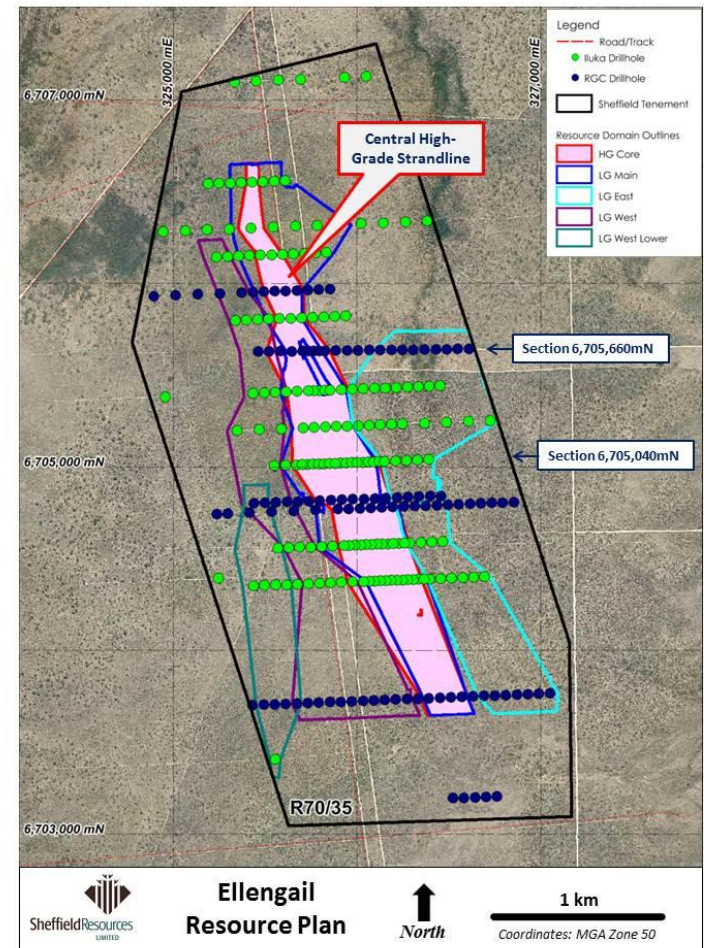 325,000 mE
327,000 mE
6,707,000 mN
Legend
Road/Track
Iluka Drillhole
RGC Drillhole
Sheffield Tenement
Resource Domain Outlines
HG Core
LG Main
LG East
LG West
LG West Lower
Central High-
Grade Strandline
Section 6,705,660mN
6,705,000 mN
Section 6,705,040mN
R70/35
6,703,000 mN
SheffieldResources
LIMITED
Ellengail
Resource Plan
North
1 km
Coordinates: MGA Zone 50